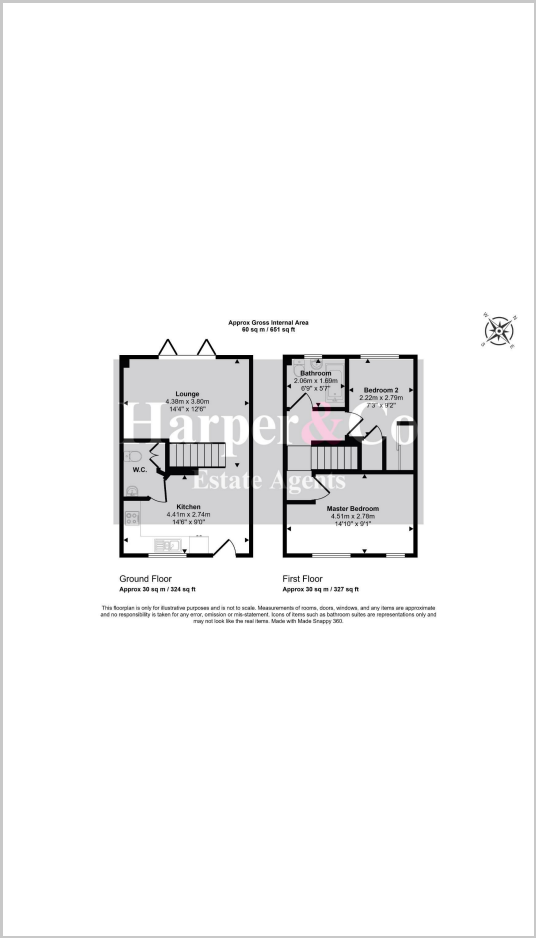 Approx Gross Internal Area
60 sq m / 651 sq ft
W N
S E
Lounge
4.38m x 3.80m
14'4" x 12'6"
W.C.
Kitchen
4.41m x 2.74m
14'6" x 9'0"
Bathroom
2.06m x 1.69m
6'9" x 5'7"
Bedroom 2
2.22m x 2.79m
7'3" x 9'2"
Master Bedroom
4.51m x 2.78m
14'10" x 9'1"
Harper&Co
Estate Agents
Ground Floor
Approx 30 sq m / 324 sq ft
First Floor
Approx 30 sq m / 327 sq ft
This floorplan is only for illustrative purposes and is not to scale. Measurements of rooms, doors, windows, and any items are approximate
and no responsibility is taken for any error, omission or mis-statement. Icons of items such as bathroom suites are representations only and
may not look like the real items. Made with Made Snappy 360.